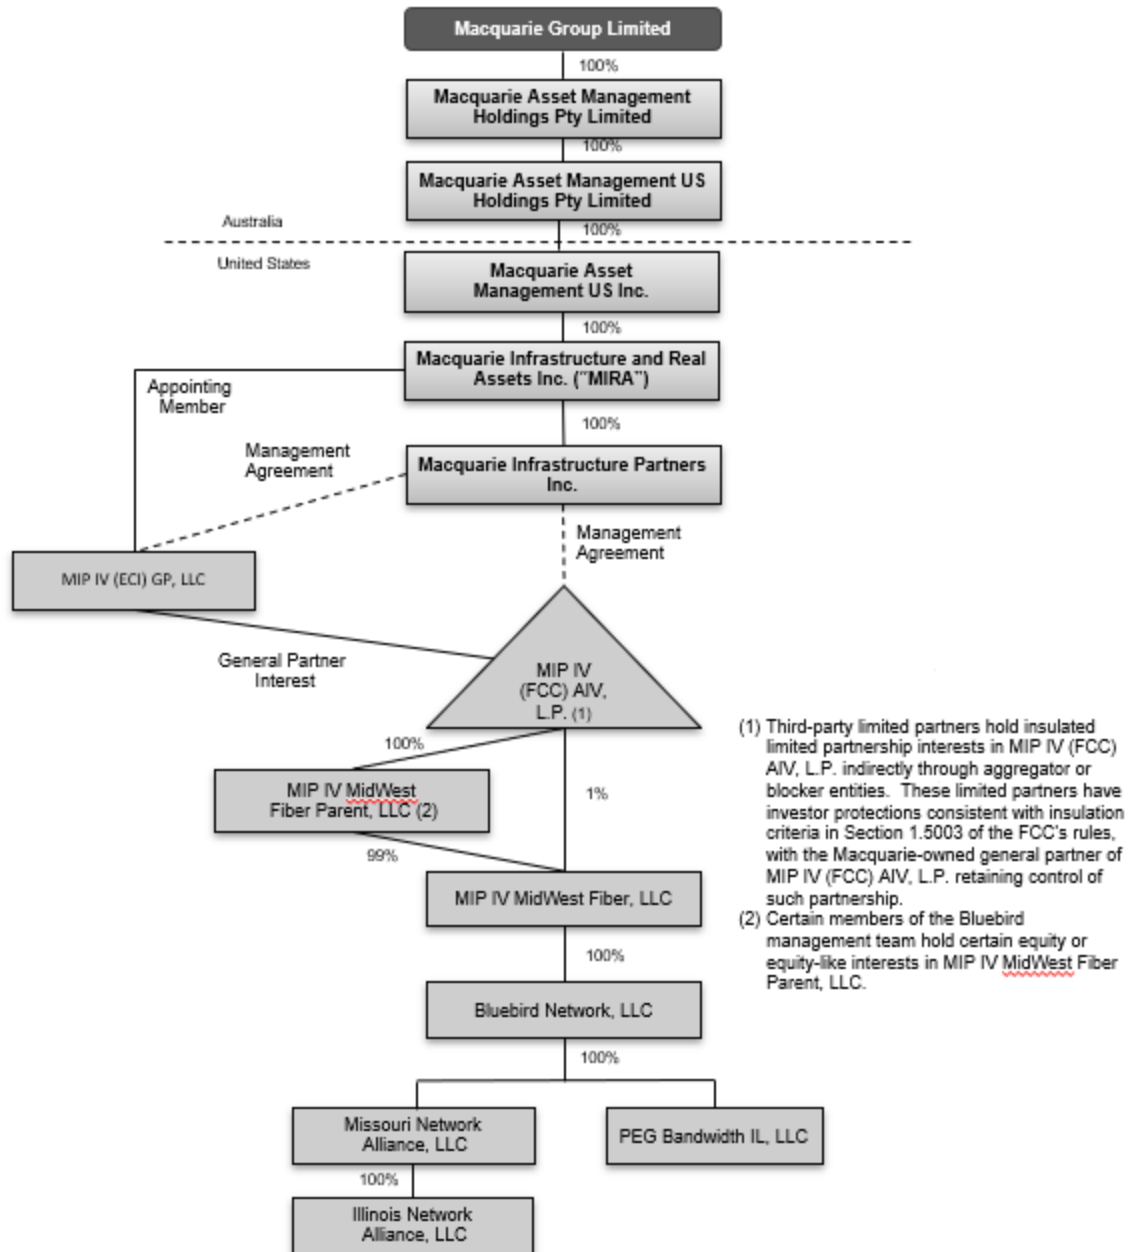 Macquarie Group Limited
100%
Macquarie Asset Management
Holdings Pty Limited
100%
Macquarie Asset Management US
Holdings Pty Limited
Australia
100%
United States
Macquarie Asset
Management US Inc.
100%
Macquarie Infrastructure and Real
Assets Inc. ("MIRA")
Appointing
Member
100%
Management
Agreement
Macquarie Infrastructure Partners
Inc.
Management
Agreement
MIP IV (ECI) GP, LLC
General Partner
Interest
MIP IV
(FCC) AIV,
L.P. (1)
100%
MIP IV MidWest
Fiber Parent, LLC (2)
1%
99%
MIP IV MidWest Fiber, LLC
100%
Bluebird Network, LLC
100%
Missouri Network
Alliance, LLC
PEG Bandwidth IL, LLC
100%
Illinois Network
Alliance, LLC
(1) Third-party limited partners hold insulated
limited partnership interests in MIP IV (FCC)
AIV, L.P. indirectly through aggregator or
blocker entities. These limited partners have
investor protections consistent with insulation
criteria in Section 1.5003 of the FCC's rules,
with the Macquarie-owned general partner of
MIP IV (FCC) AIV, L.P. retaining control of
such partnership.
(2) Certain members of the Bluebird
management team hold certain equity or
equity-like interests in MIP IV MidWest Fiber
Parent, LLC.